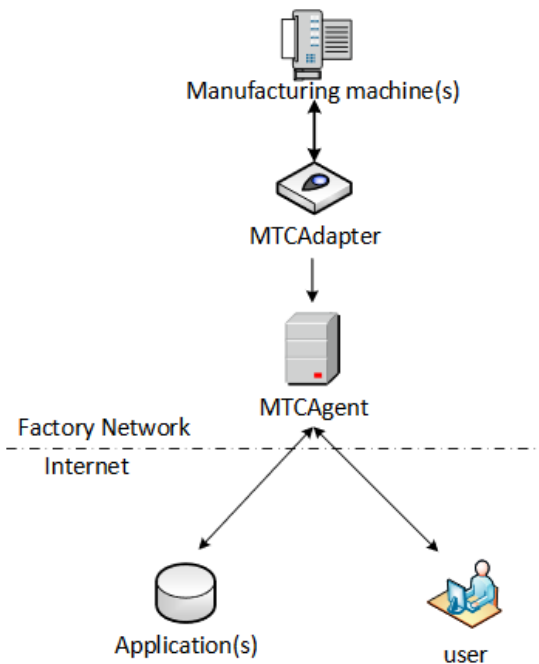 Manufacturing machine(s)
MTCAdapter
MTCAgent
Factory Network
Internet
Application(s)
user